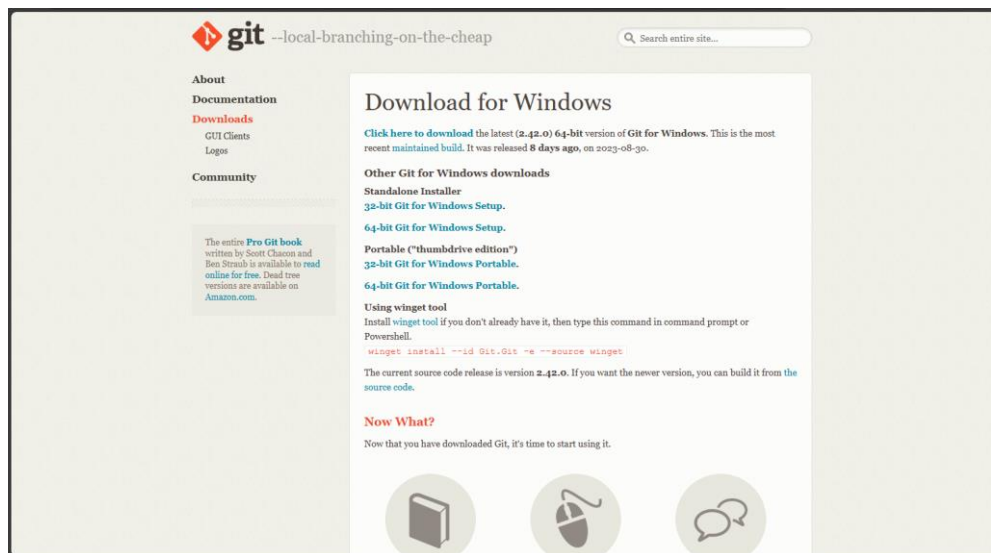 git --local-branching-on-the-cheap
Search entire site...
About
Documentation
Downloads
GUI Clients
Logos
Community
The entire Pro Git book
written by Scott Chacon and
Ben Straub is available to read
online for free. Dead tree
versions are available on
Amazon.com.
Download for Windows
Click here to download the latest (2.42.0) 64-bit version of Git for Windows. This is the most
recent maintained build. It was released 8 days ago, on 2023-08-30.
Other Git for Windows downloads
Standalone Installer
32-bit Git for Windows Setup.
64-bit Git for Windows Setup.
Portable ("thumbdrive edition")
32-bit Git for Windows Portable.
64-bit Git for Windows Portable.
Using winget tool
Install winget tool if you don't already have it, then type this command in command prompt or
Powershell.
winget install --id Git.Git -e --source winget
The current source code release is version 2.42.0. If you want the newer version, you can build it from the
source code.
Now What?
Now that you have downloaded Git, it's time to start using it.